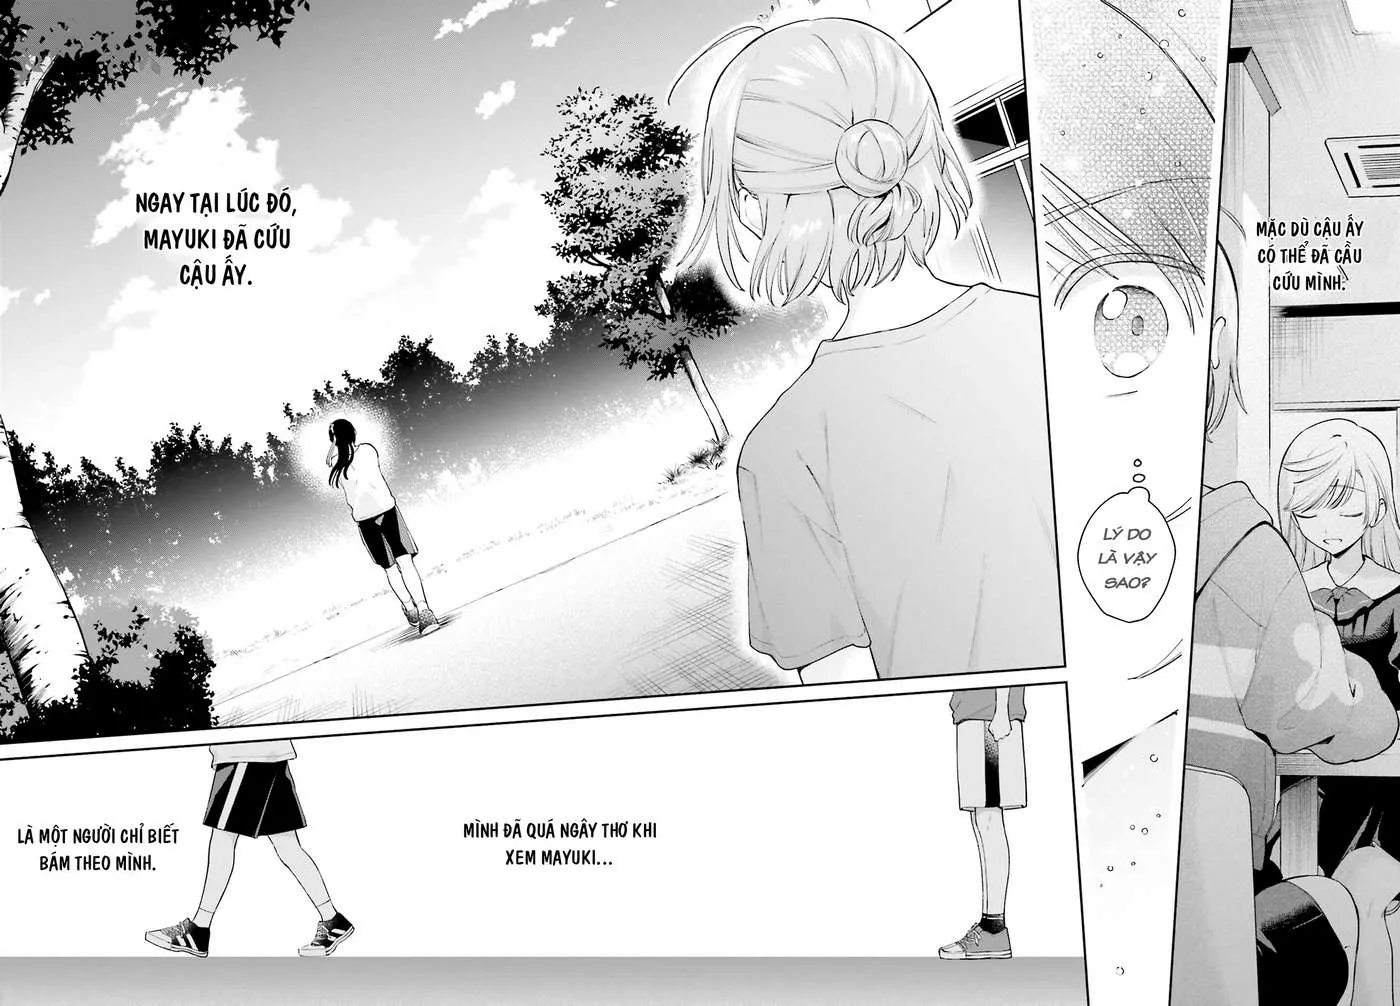 MẶC DÙ CẬU ẤY
CÓ THỂ ĐÃ CẦU
CỨU MÌNH.
LÝ DO
LÀ VẬY
SAO?
NGAY TẠI LÚC ĐÓ,
MAYUKI ĐÃ CỨU
CẬU ẤY.
MÌNH ĐÃ QUÁ NGÂY THƠ KHI
XEM MAYUKI...
LÀ MỘT NGƯỜI CHỈ BIẾT
BÁM THEO MÌNH.